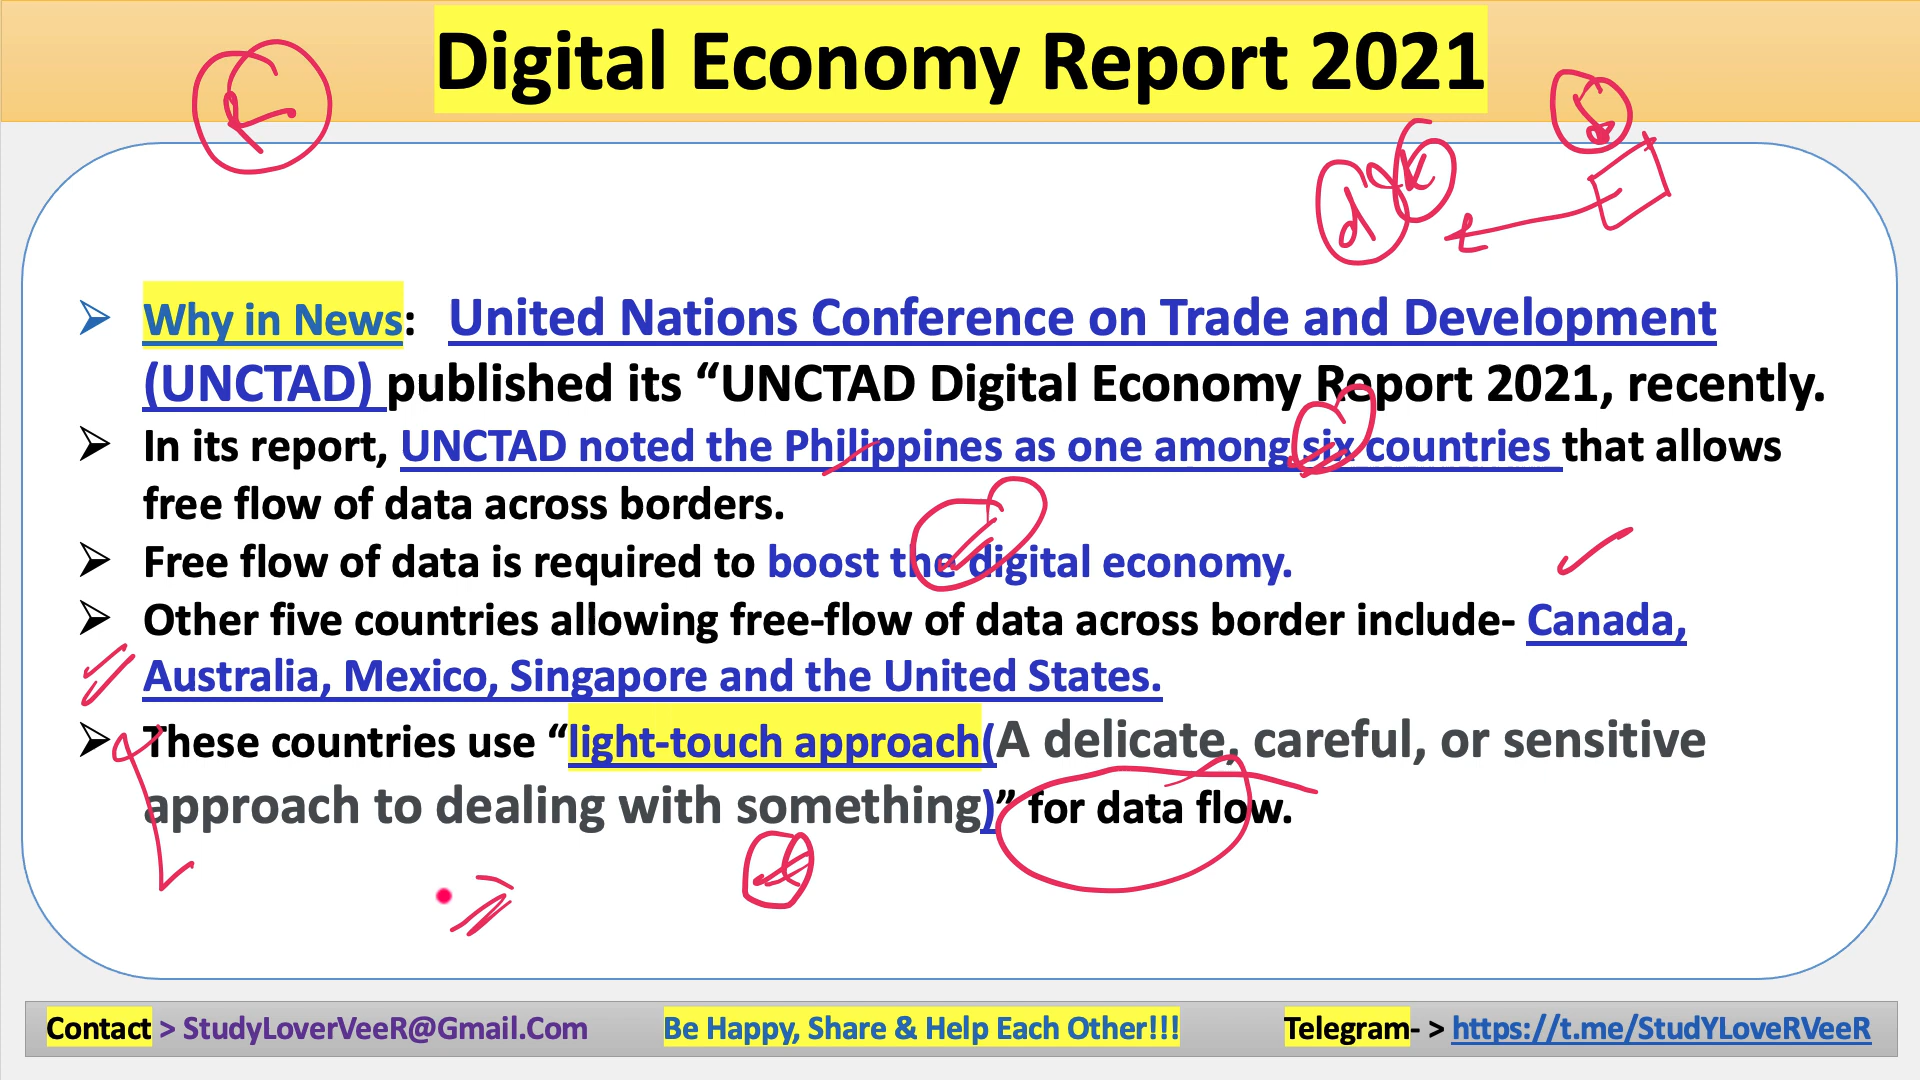 Digital Economy Report 2021
Why in News: United Nations Conference on Trade and Development
(UNCTAD) published its “UNCTAD Digital Economy Report 2021, recently.
In its report, UNCTAD noted the Philippines as one among six countries that allows
free flow of data across borders.
Free flow of data is required to boost the digital economy.
Other five countries allowing free-flow of data across border include- Canada,
Australia, Mexico, Singapore and the United States.
These countries use “light-touch approach(A delicate, careful, or sensitive
approach to dealing with something)” for data flow.
Contact > StudyLoverVeeR@Gmail.Com Be Happy, Share & Help Each Other!!! Telegram- > https://t.me/StudYLoveRVeeR